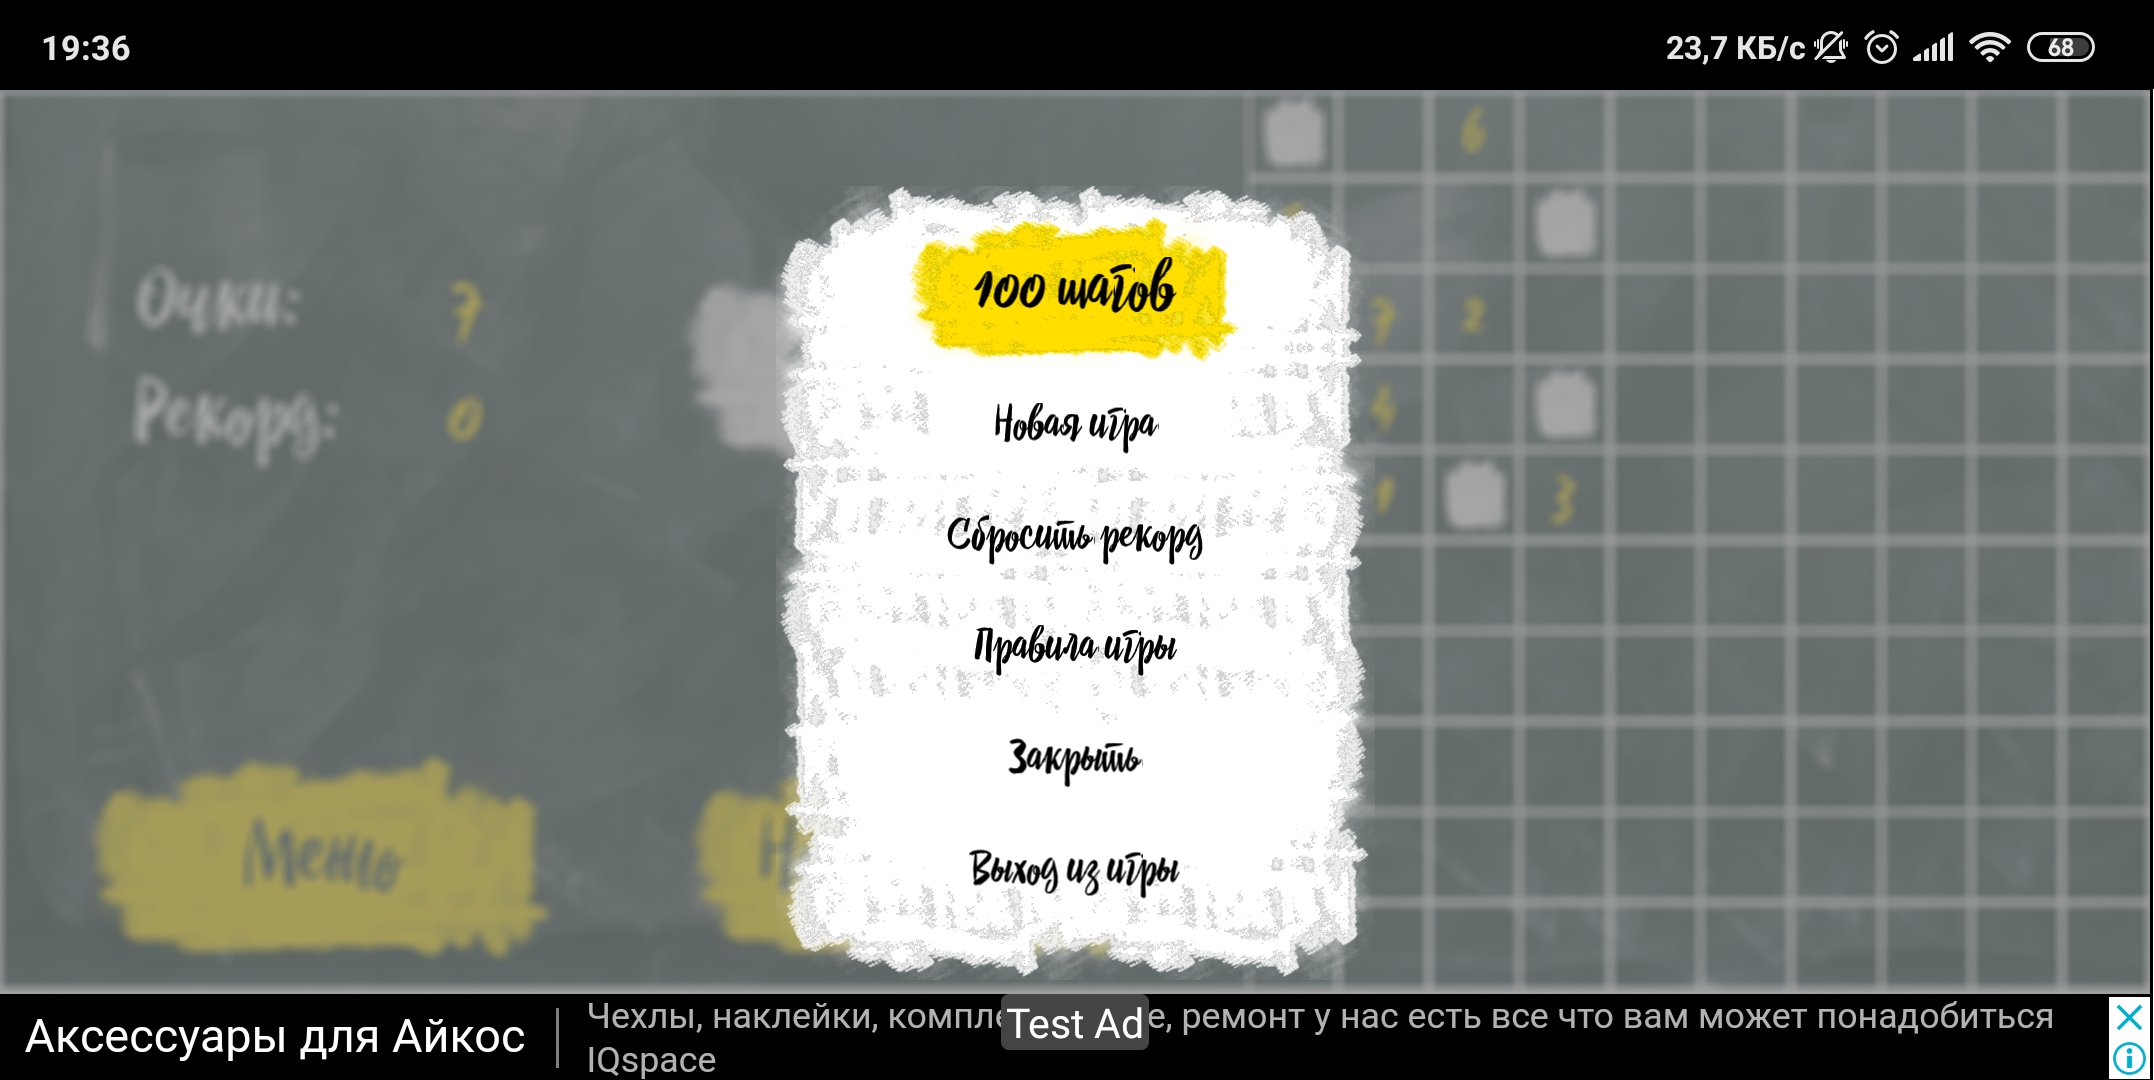 19:36
23,7 КБ/с
68
6
Очки: 7
7 2
Рекорд: 0
4
1 3
100 шагов
Новая игра
Сбросить рекорд
Правила игры
Закрыть
Выход из игры
Меню
Н
Аксессуары для Айкос
Чехлы, наклейки, е, ремонт у нас есть все что вам может понадобиться
IQspace
Test Ad